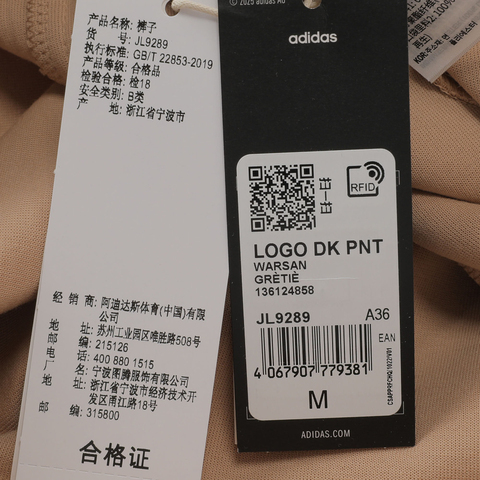 产品名称: 裤子
货 号: JL9289
执行标准: GB/T 22853-2019
产品等级: 合格品
检验合格: 检18
安全类别: B类
产 地: 浙江省宁波市
经 销 商: 阿迪达斯体育(中国)有限公司
地 址: 苏州工业园区唯胜路508号
邮 编: 215126
电 话: 400 880 1515
厂 名: 宁波图腾服饰有限公司
地 址: 浙江省宁波市经济技术开发区甬江路18号
邮 编: 315800
合格证
© 2025 adidas AG
adidas
扫一扫
RFID
LOGO DK PNT
WARSAN
GRÈTIÈ
136124858
JL9289 A36
EAN
4 067907 779381
M
ADIDAS.COM